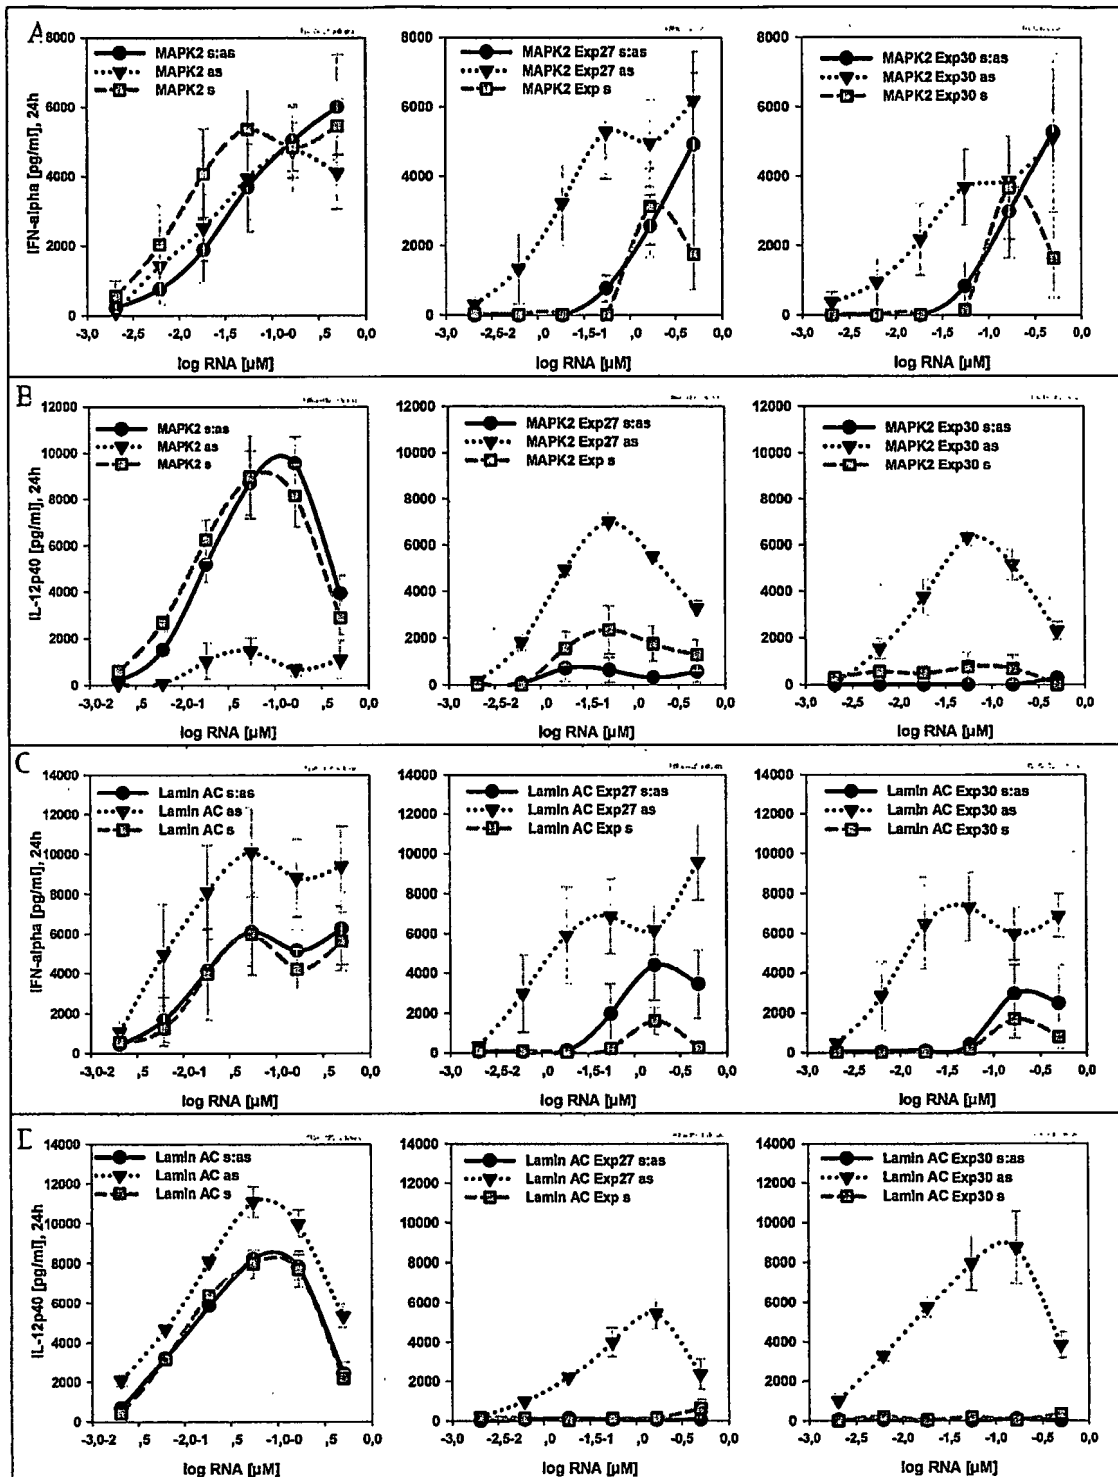 A
MAPK2 s:as
MAPK2 as
MAPK2 s
IFN-alpha [pg/ml], 24h
8000
6000
4000
2000
0
-3,0 -2,0 -1,5 -1,0-0 ,5 0,0
log RNA [µM]
MAPK2 Exp27 s:as
MAPK2 Exp27 as
MAPK2 Exp s
8000
6000
4000
2000
0
-3,0 -2,5-2 ,0 -1,5-1 ,0 -0,5 0,0
log RNA [µM]
MAPK2 Exp30 s:as
MAPK2 Exp30 as
MAPK2 Exp30 s
8000
6000
4000
2000
0
-3,0 -2,5 -2,0 -1,5 -1,0 -0,5 0,0
log RNA [µM]
B
MAPK2 s:as
MAPK2 as
MAPK2 s
IL-12p40 [pg/ml], 24h
12000
10000
8000
6000
4000
2000
0
-3,0-2 ,5 -2,0-1 ,5 -1,0-0 ,5 0,0
log RNA [µM]
MAPK2 Exp27 s:as
MAPK2 Exp27 as
MAPK2 Exp s
12000
10000
8000
6000
4000
2000
0
-3,0 -2,5-2 ,0 -1,5-1 ,0 -0,5 0,0
log RNA [µM]
MAPK2 Exp30 s:as
MAPK2 Exp30 as
MAPK2 Exp30 s
12000
10000
8000
6000
4000
2000
0
-3,0 -2,5 -2,0 -1,5 -1,0 -0,5 0,0
log RNA [µM]
C
Lamin AC s:as
Lamin AC as
Lamin AC s
IFN-alpha [pg/ml], 24h
14000
12000
10000
8000
6000
4000
2000
0
-3,0-2 ,5 -2,0-1 ,5 -1,0-0 ,5 0,0
log RNA [µM]
Lamin AC Exp27 s:as
Lamin AC Exp27 as
Lamin AC Exp s
14000
12000
10000
8000
6000
4000
2000
0
-3,0 -2,5-2 ,0 -1,5-1 ,0 -0,5 0,0
log RNA [µM]
Lamin AC Exp30 s:as
Lamin AC Exp30 as
Lamin AC Exp30 s
14000
12000
10000
8000
6000
4000
2000
0
-3,0 -2,5 -2,0 -1,5 -1,0 -0,5 0,0
log RNA [µM]
D
Lamin AC s:as
Lamin AC as
Lamin AC s
IL-12p40 [pg/ml], 24h
14000
12000
10000
8000
6000
4000
2000
0
-3,0-2 ,5 -2,0-1 ,5 -1,0-0 ,5 0,0
log RNA [µM]
Lamin AC Exp27 s:as
Lamin AC Exp27 as
Lamin AC Exp s
14000
12000
10000
8000
6000
4000
2000
0
-3,0 -2,5-2 ,0 -1,5-1 ,0 -0,5 0,0
log RNA [µM]
Lamin AC Exp30 s:as
Lamin AC Exp30 as
Lamin AC Exp30 s
14000
12000
10000
8000
6000
4000
2000
0
-3,0 -2,5 -2,0 -1,5 -1,0 -0,5 0,0
log RNA [µM]